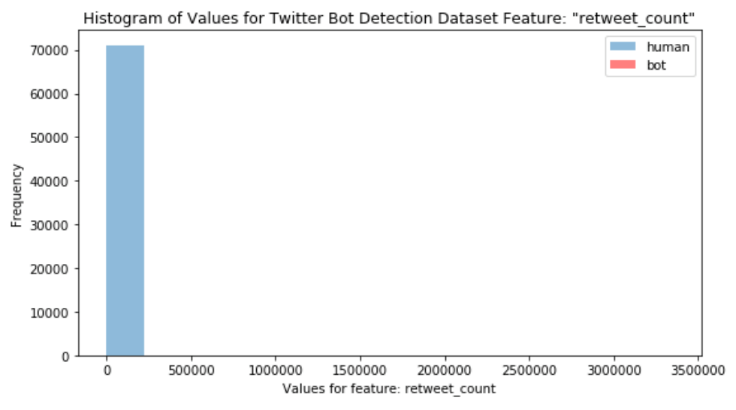 Histogram of Values for Twitter Bot Detection Dataset Feature: "retweet_count"
human
bot
70000
60000
50000
40000
30000
20000
10000
0
Frequency
0 500000 1000000 1500000 2000000 2500000 3000000 3500000
Values for feature: retweet_count